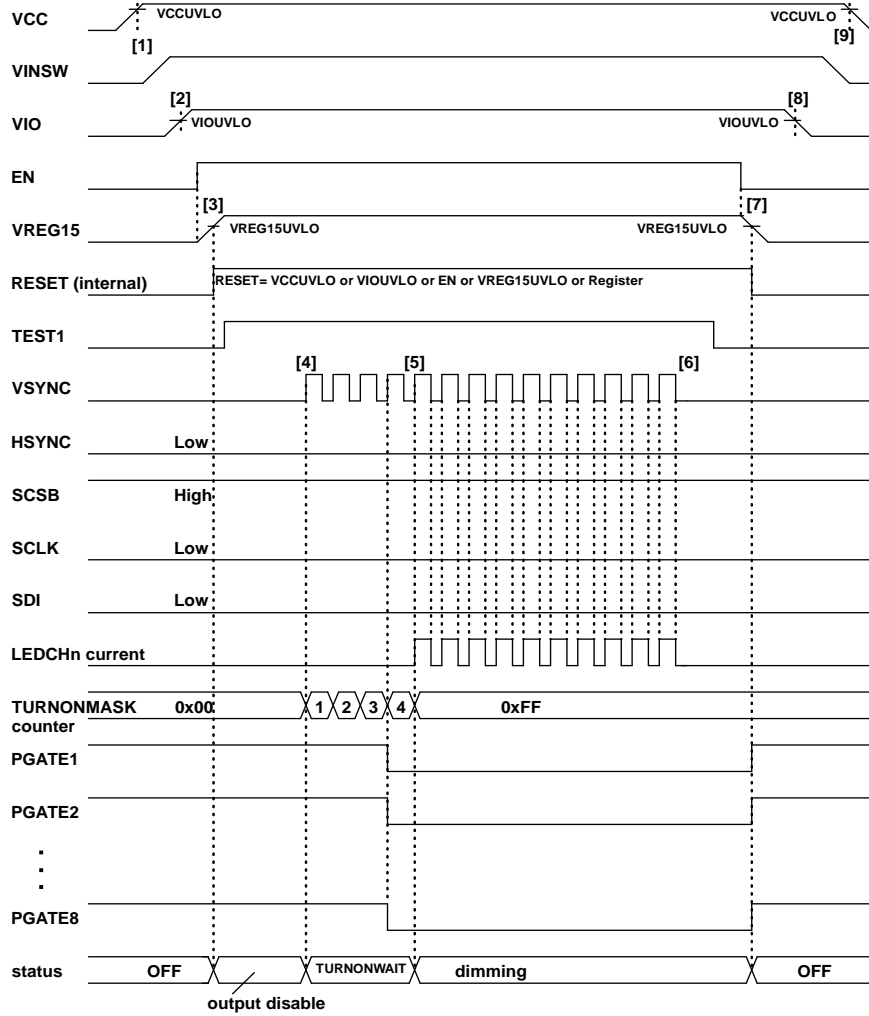 VCC VCCUVLO VCCUVLO
[1] [9]
VINSW
[2] [8]
VIO VIOUVLO VIOUVLO
EN
[3] [7]
VREG15 VREG15UVLO VREG15UVLO
RESET (internal) RESET= VCCUVLO or VIOUVLO or EN or VREG15UVLO or Register
TEST1
[4] [5] [6]
VSYNC
HSYNC Low
SCSB High
SCLK Low
SDI Low
LEDCHn current
TURNONMASK 0x00 1 2 3 4 0xFF
counter
PGATE1
PGATE2
PGATE8
status OFF TURNONWAIT dimming OFF
output disable